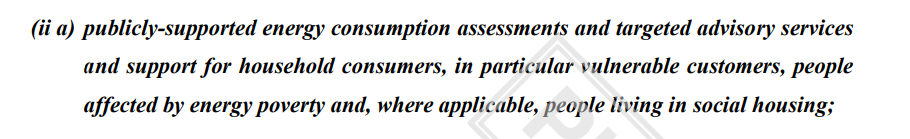 (ii a) publicly-supported energy consumption assessments and targeted advisory services
and support for household consumers, in particular vulnerable customers, people
affected by energy poverty and, where applicable, people living in social housing;